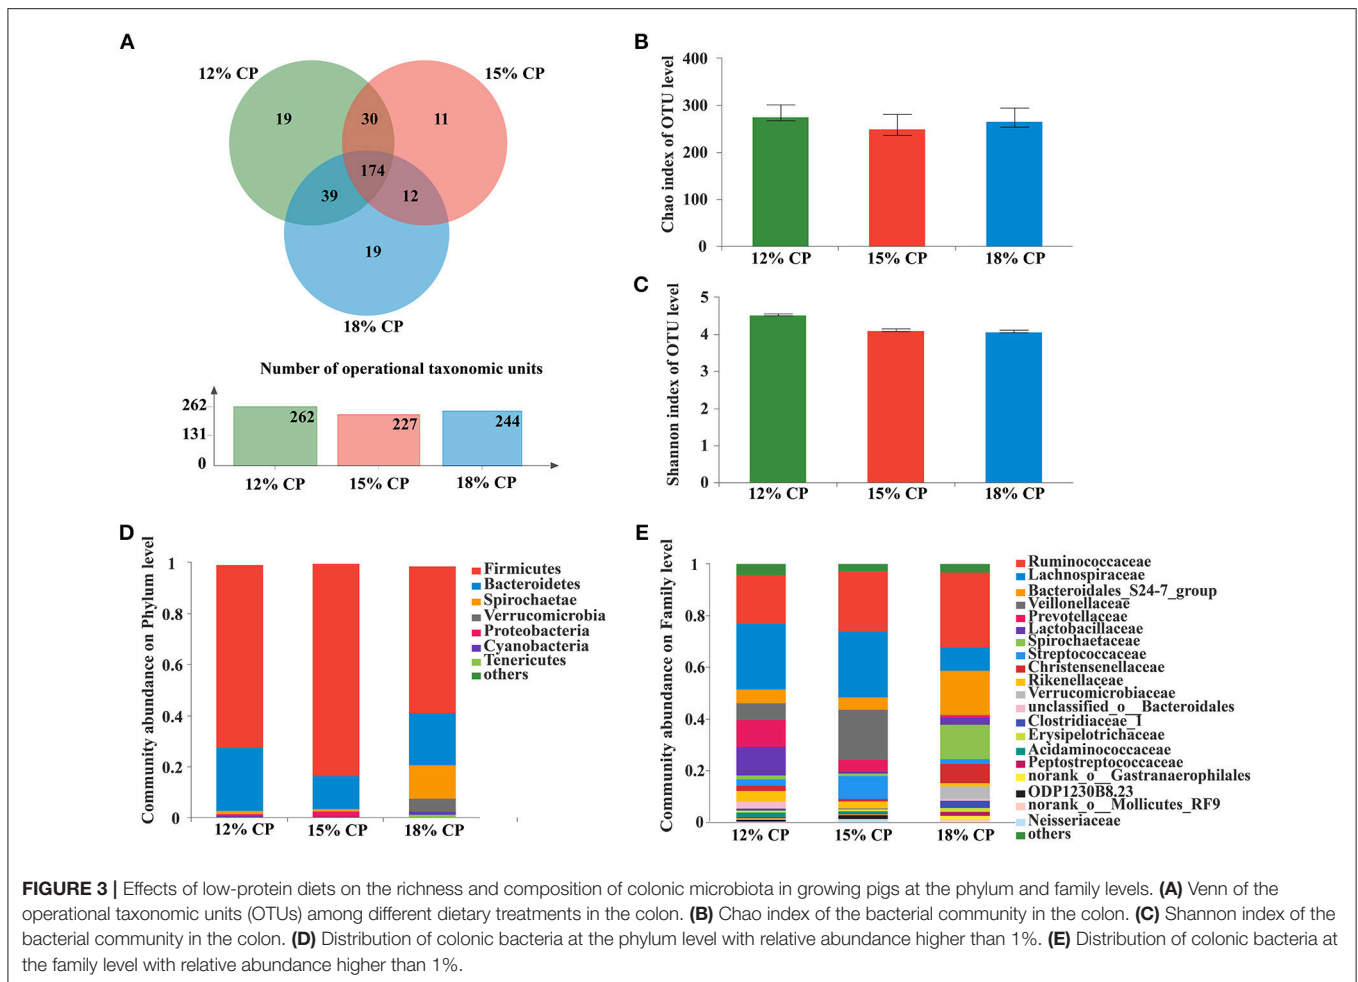 A
12% CP
15% CP
19
30
11
174
39
12
19
18% CP
Number of operational taxonomic units
262
131
0
262
227
244
12% CP
15% CP
18% CP
B
Chao index of OTU level
400
300
200
100
0
12% CP
15% CP
18% CP
C
Shannon index of OTU level
5
4
3
2
1
0
12% CP
15% CP
18% CP
D
Community abundance on Phylum level
1
0.8
0.6
0.4
0.2
0
12% CP
15% CP
18% CP
Firmicutes
Bacteroidetes
Spirochaetae
Verrucomicrobia
Proteobacteria
Cyanobacteria
Tenericutes
others
E
Community abundance on Family level
1
0.8
0.6
0.4
0.2
0
12% CP
15% CP
18% CP
Ruminococcaceae
Lachnospiraceae
Bacteroidales_S24-7_group
Veillonellaceae
Prevotellaceae
Lactobacillaceae
Spirochaetaceae
Streptococcaceae
Christensenellaceae
Rikenellaceae
Verrucomicrobiaceae
unclassified_o__Bacteroidales
Clostridiaceae_1
Erysipelotrichaceae
Acidaminococcaceae
Peptostreptococcaceae
norank_o__Gastranaerophilales
ODP1230B8.23
norank_o__Mollicutes_RF9
Neisseriaceae
others
FIGURE 3 | Effects of low-protein diets on the richness and composition of colonic microbiota in growing pigs at the phylum and family levels. (A) Venn of the
operational taxonomic units (OTUs) among different dietary treatments in the colon. (B) Chao index of the bacterial community in the colon. (C) Shannon index of the
bacterial community in the colon. (D) Distribution of colonic bacteria at the phylum level with relative abundance higher than 1%. (E) Distribution of colonic bacteria at
the family level with relative abundance higher than 1%.